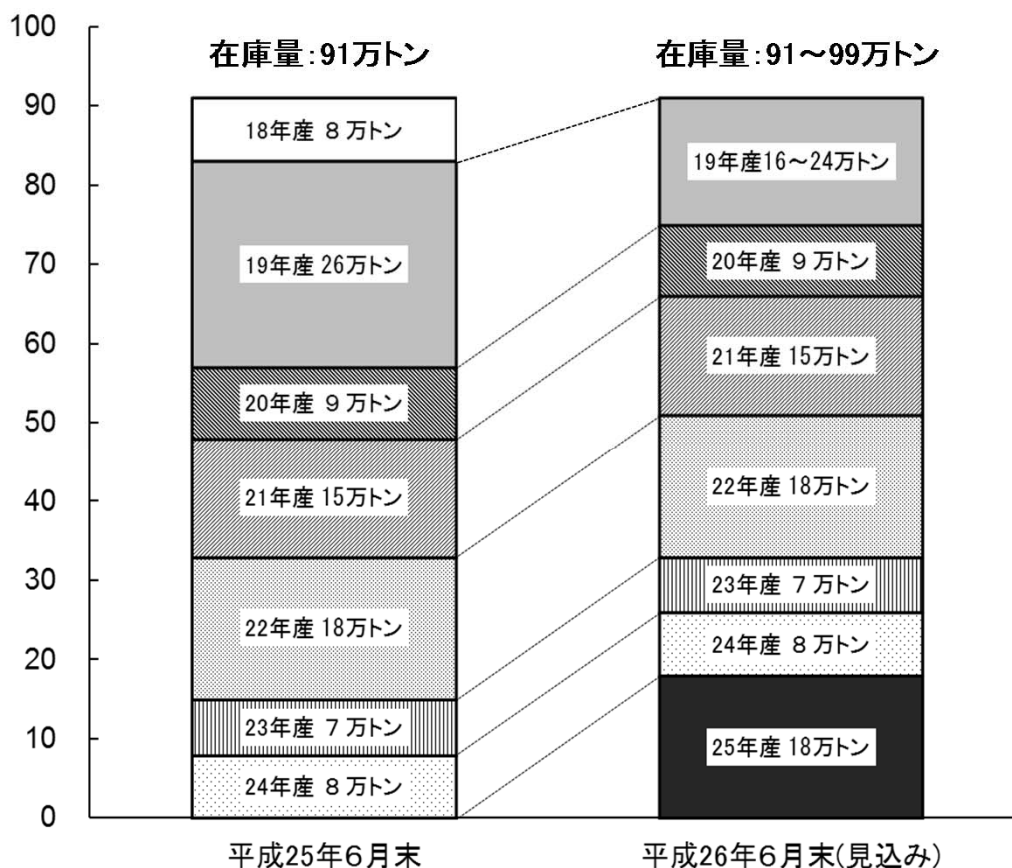 100
90
80
70
60
50
40
30
20
10
0
在庫量:91万トン
18年産 8万トン
19年産 26万トン
20年産 9万トン
21年産 15万トン
22年産 18万トン
23年産 7万トン
24年産 8万トン
平成25年6月末
在庫量:91～99万トン
19年産16～24万トン
20年産 9万トン
21年産 15万トン
22年産 18万トン
23年産 7万トン
24年産 8万トン
25年産 18万トン
平成26年6月末(見込み)